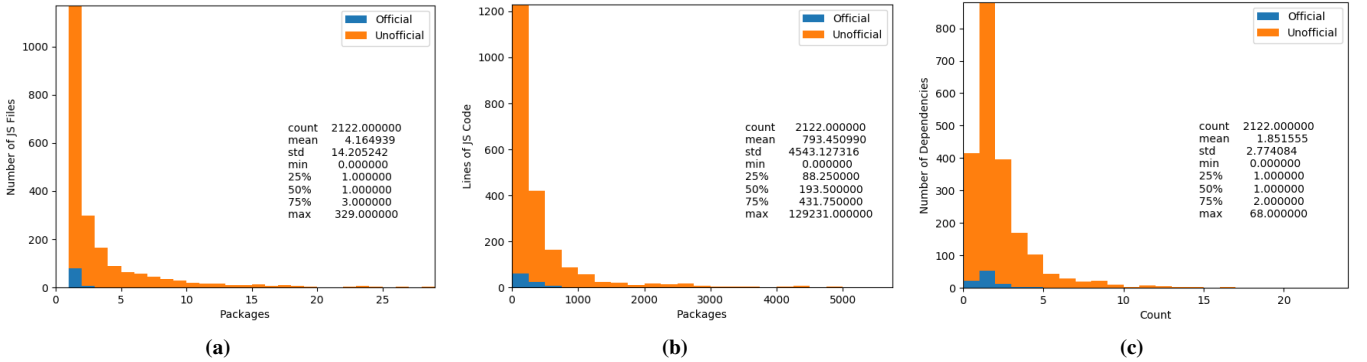 Number of JS Files
1000
800
600
400
200
0
0 5 10 15 20 25
Packages
Official
Unofficial
count 2122.000000
mean 4.164939
std 14.205242
min 0.000000
25% 1.000000
50% 1.000000
75% 3.000000
max 329.000000
(a)
Lines of JS Code
1200
1000
800
600
400
200
0
0 1000 2000 3000 4000 5000
Packages
Official
Unofficial
count 2122.000000
mean 793.450990
std 4543.127316
min 0.000000
25% 88.250000
50% 193.500000
75% 431.750000
max 129231.000000
(b)
Number of Dependencies
800
700
600
500
400
300
200
100
0
0 5 10 15 20
Count
Official
Unofficial
count 2122.000000
mean 1.851555
std 2.774084
min 0.000000
25% 1.000000
50% 1.000000
75% 2.000000
max 68.000000
(c)